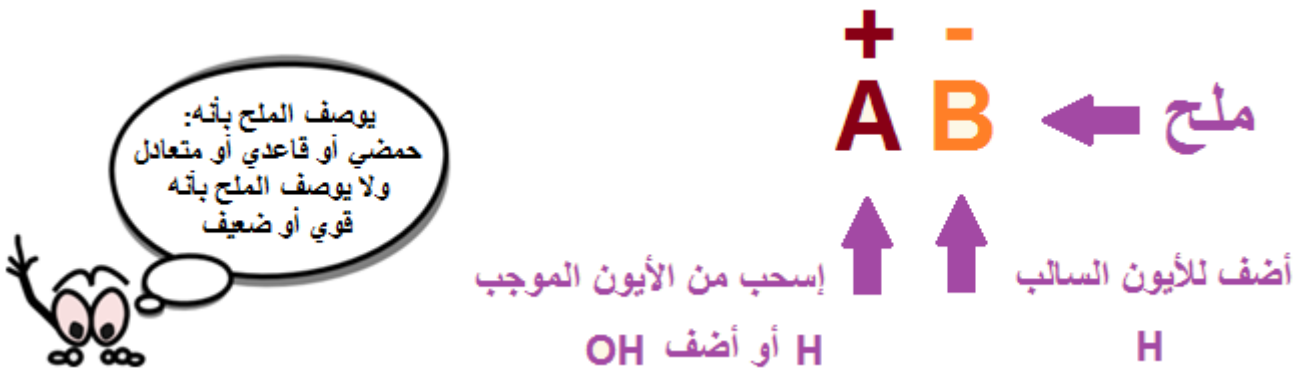 + -
A B
ملح
يوصف الملح بأنه:
حمضي أو قاعدي أو متعادل
ولا يوصف الملح بأنه
قوي أو ضعيف
أضف للأيون السالب
H
إسحب من الأيون الموجب
H أو أضف OH